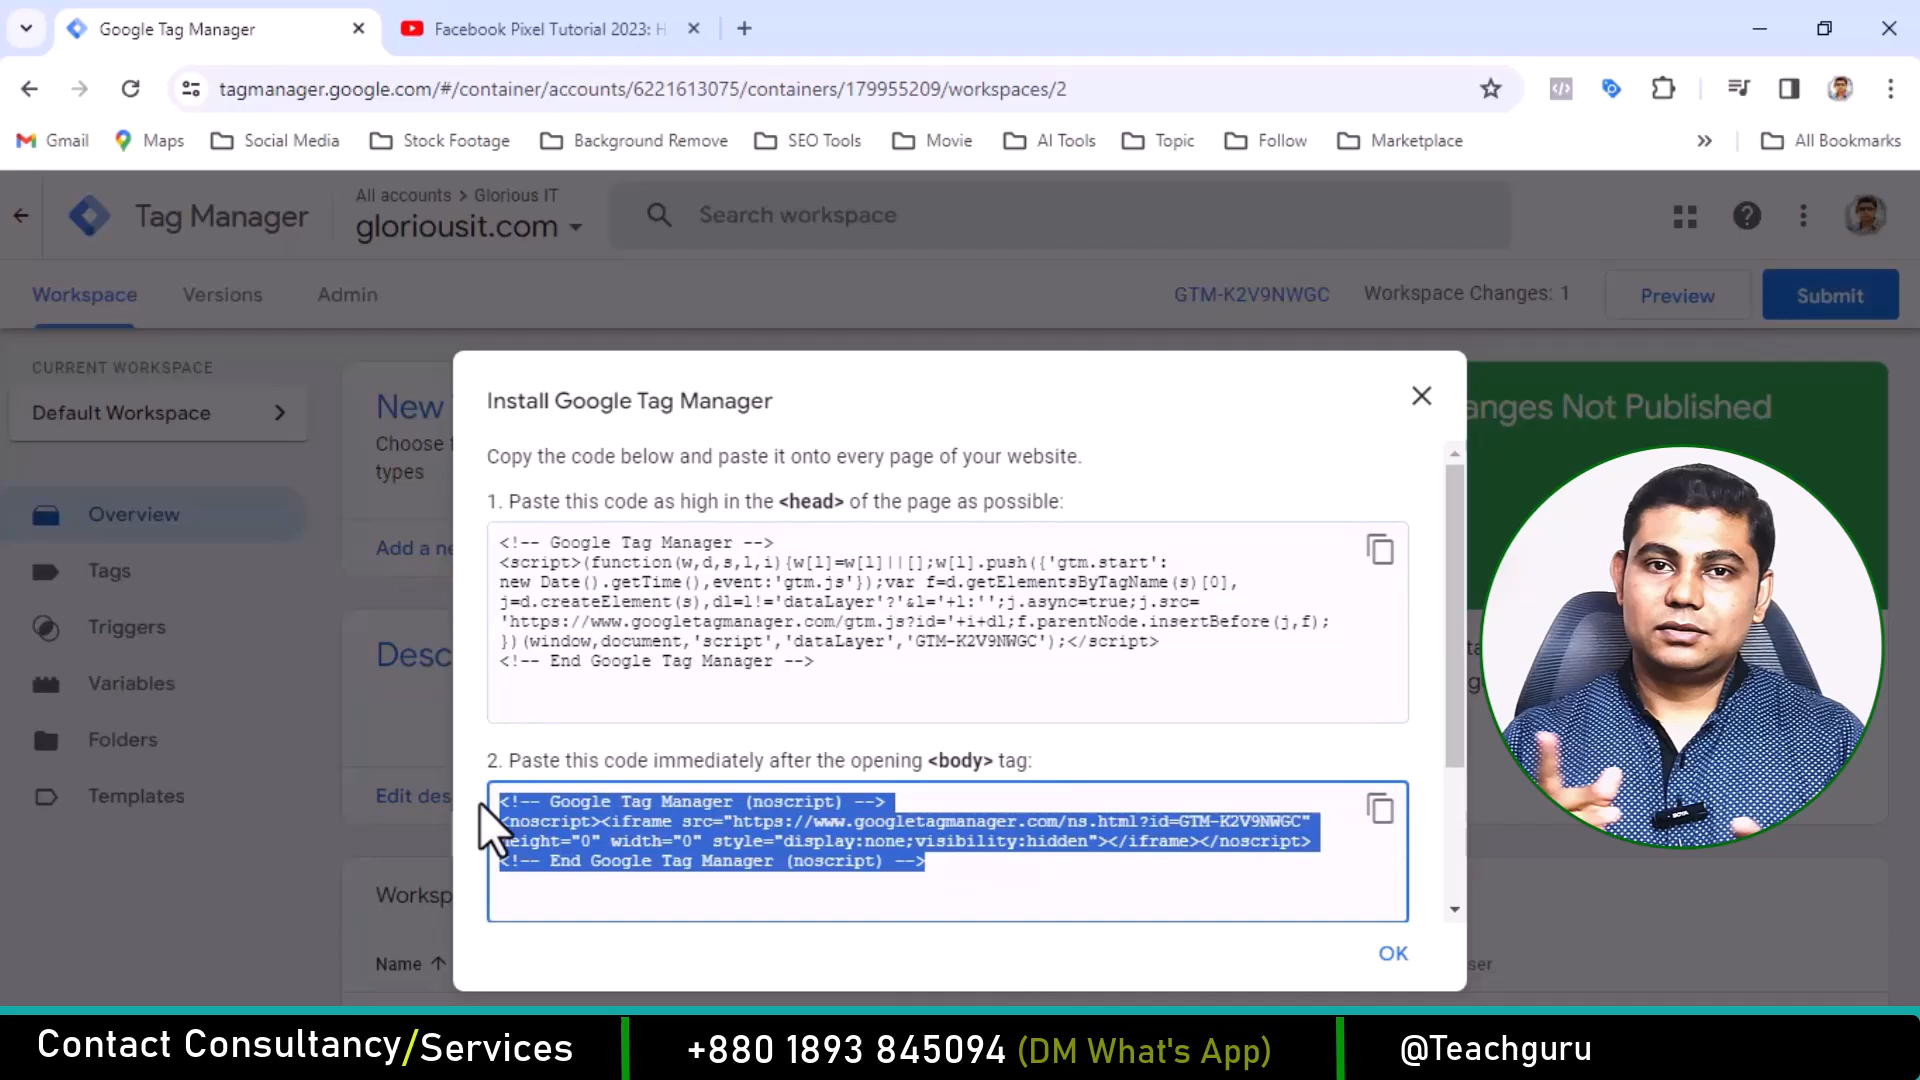 Google Tag Manager
Facebook Pixel Tutorial 2023: H
tagmanager.google.com/#/container/accounts/6221613075/containers/179955209/workspaces/2
Gmail
Maps
Social Media
Stock Footage
Background Remove
SEO Tools
Movie
AI Tools
Topic
Follow
Marketplace
All Bookmarks
Tag Manager
All accounts > Glorious IT
gloriousit.com
Search workspace
Workspace
Versions
Admin
GTM-K2V9NWGC
Workspace Changes: 1
Preview
Submit
CURRENT WORKSPACE
Default Workspace
Overview
Tags
Triggers
Variables
Folders
Templates
New
Choose
types
Add a ne
Desc
Edit des
Worksp
Name
anges Not Published
Install Google Tag Manager
Copy the code below and paste it onto every page of your website.
1. Paste this code as high in the <head> of the page as possible:
<!-- Google Tag Manager -->
<script>(function(w,d,s,l,i){w[l]=w[l]||[];w[l].push({'gtm.start':
new Date().getTime(),event:'gtm.js'});var f=d.getElementsByTagName(s)[0],
j=d.createElement(s),dl=l!='dataLayer'?'&l='+l:'';j.async=true;j.src=
'https://www.googletagmanager.com/gtm.js?id='+i+dl;f.parentNode.insertBefore(j,f);
})(window,document,'script','dataLayer','GTM-K2V9NWGC');</script>
<!-- End Google Tag Manager -->
2. Paste this code immediately after the opening <body> tag:
<!-- Google Tag Manager (noscript) -->
<noscript><iframe src="https://www.googletagmanager.com/ns.html?id=GTM-K2V9NWGC"
height="0" width="0" style="display:none;visibility:hidden"></iframe></noscript>
<!-- End Google Tag Manager (noscript) -->
OK
ser
Contact Consultancy/Services
+880 1893 845094 (DM What's App)
@Teachguru